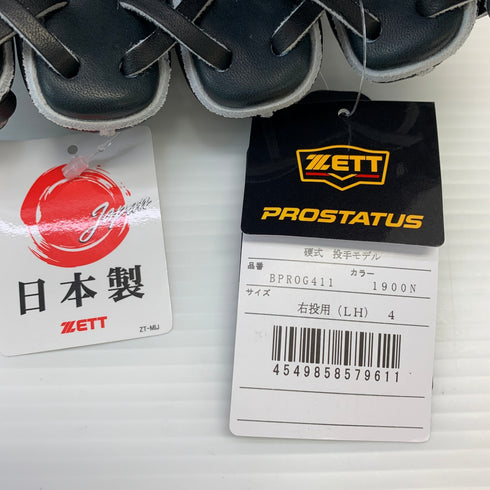 Japan
日本製
ZETT
ZT-MIJ
ZETT
PROSTATUS
硬式 投手モデル
品番 BPROG411 カラー 1900N
サイズ 右投用(LH) 4
4549858579611